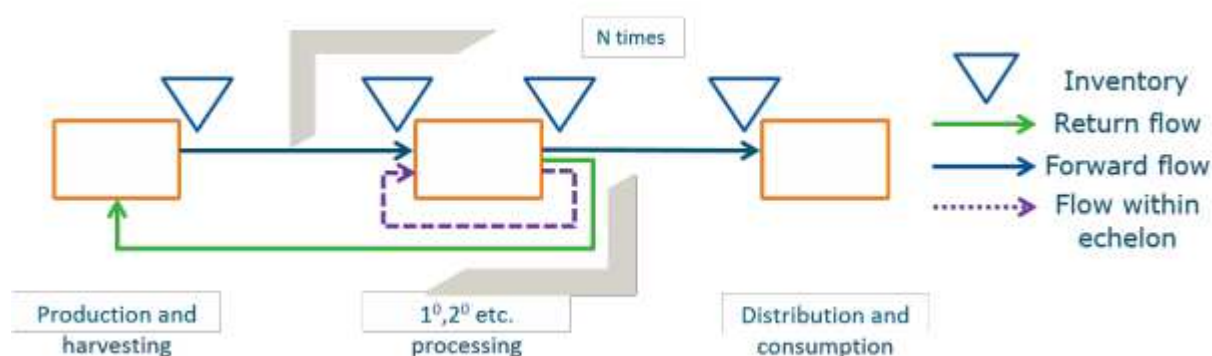 N times
Inventory
Return flow
Forward flow
Flow within
echelon
Production and
harvesting
1⁰,2⁰ etc.
processing
Distribution and
consumption